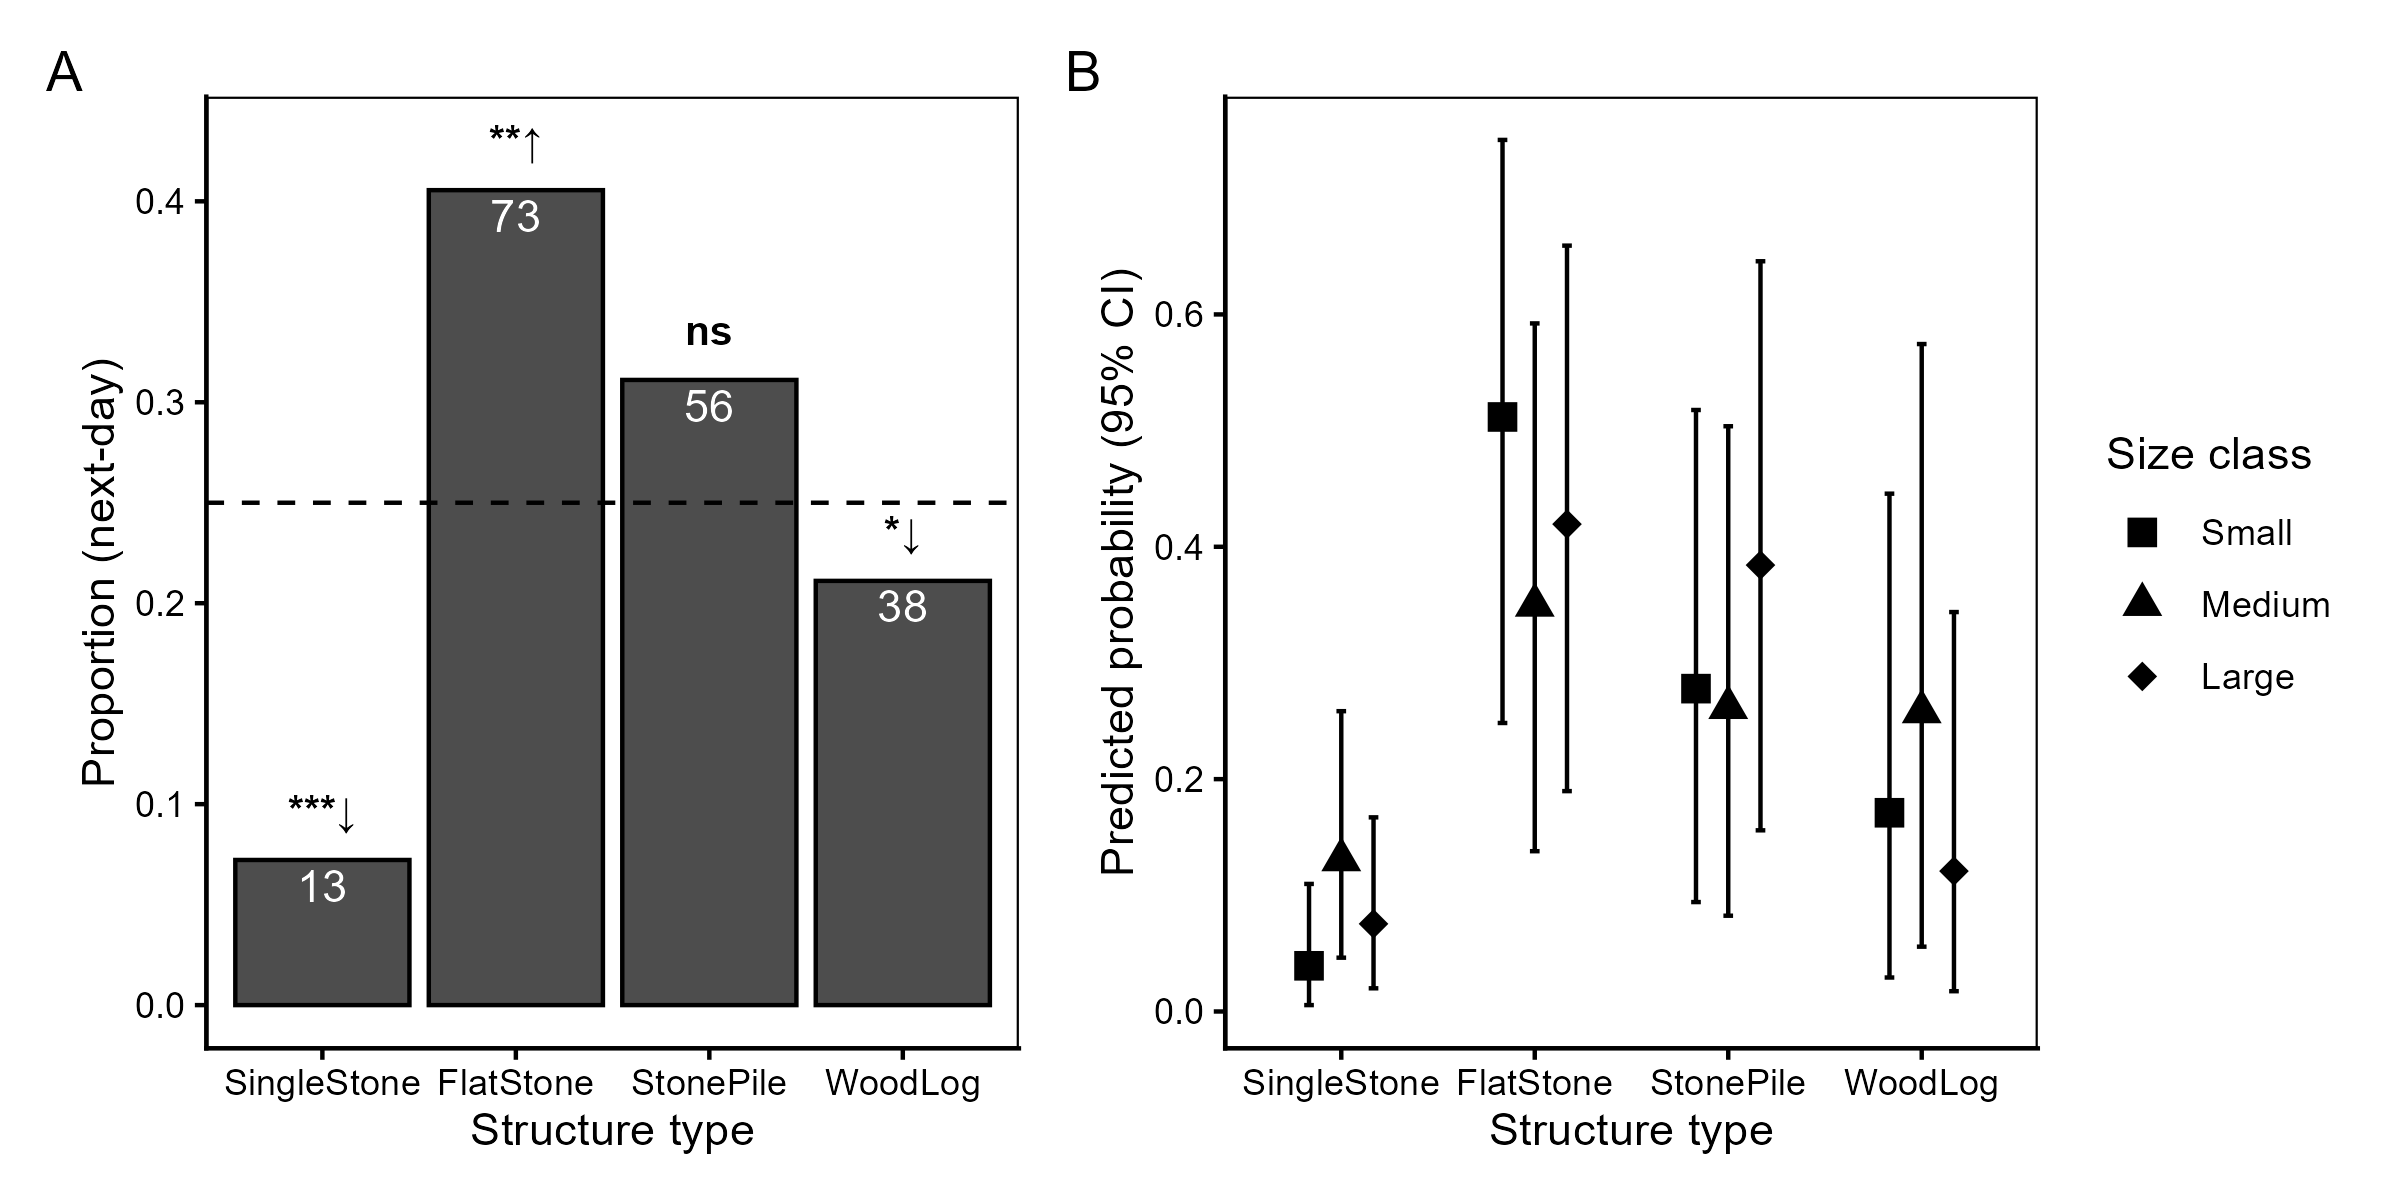 A
Proportion (next-day)
0.4
0.3
0.2
0.1
0.0
***↓
13
**↑
73
ns
56
*↓
38
SingleStone FlatStone StonePile WoodLog
Structure type
B
Predicted probability (95% CI)
0.6
0.4
0.2
0.0
SingleStone FlatStone StonePile WoodLog
Structure type
Size class
Small
Medium
Large